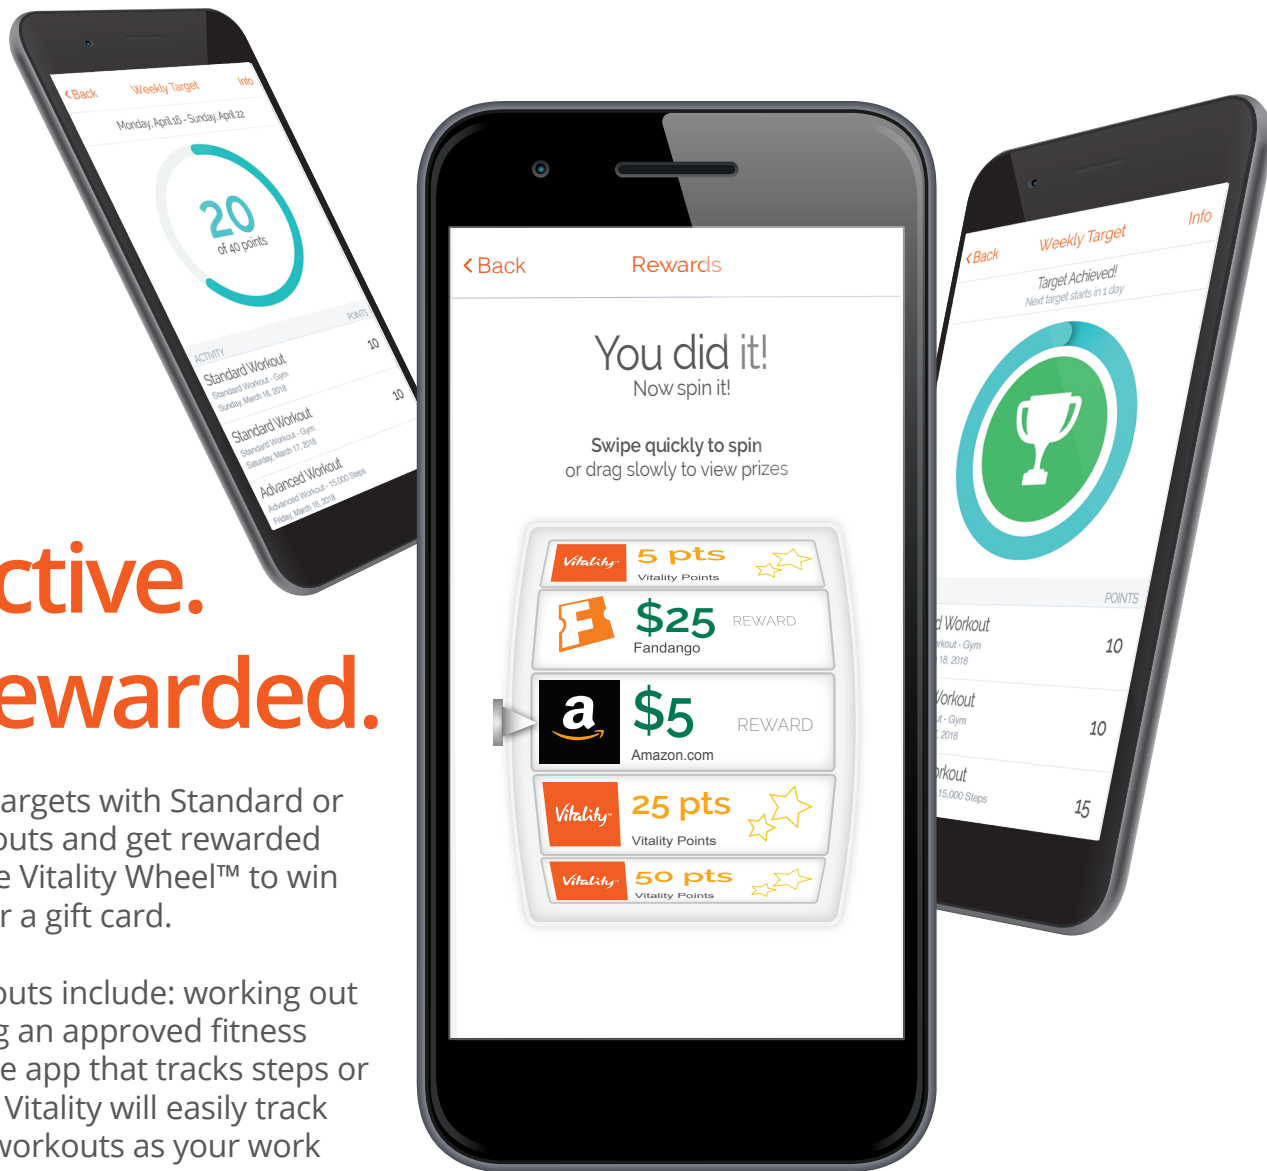 < Back Weekly Target Info
Monday, April 16 - Sunday, April 22
20
of 40 points
ACTIVITY POINTS
Standard Workout 10
Standard Workout - Gym
Sunday, March 18, 2018
Standard Workout 10
Standard Workout - Gym
Saturday, March 17, 2018
Advanced Workout
Advanced Workout - 15,000 Steps
Friday, March 16, 2018
< Back Rewards
You did it!
Now spin it!
Swipe quickly to spin
or drag slowly to view prizes
Vitality 5 pts
Vitality Points
$25 REWARD
Fandango
a $5 REWARD
Amazon.com
Vitality™ 25 pts
Vitality Points
Vitality 50 pts
Vitality Points
< Back Weekly Target Info
Target Achieved!
Next target starts in 1 day
POINTS
d Workout 10
rkout - Gym
18, 2018
Workout 10
ut - Gym
, 2018
orkout 15
15,000 Steps
ctive.
ewarded.
argets with Standard or
outs and get rewarded
e Vitality Wheel™ to win
r a gift card.
outs include: working out
g an approved fitness
e app that tracks steps or
Vitality will easily track
workouts as your work